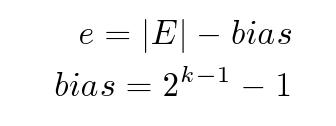 e = |E| − bias
bias = 2^{k−1} − 1